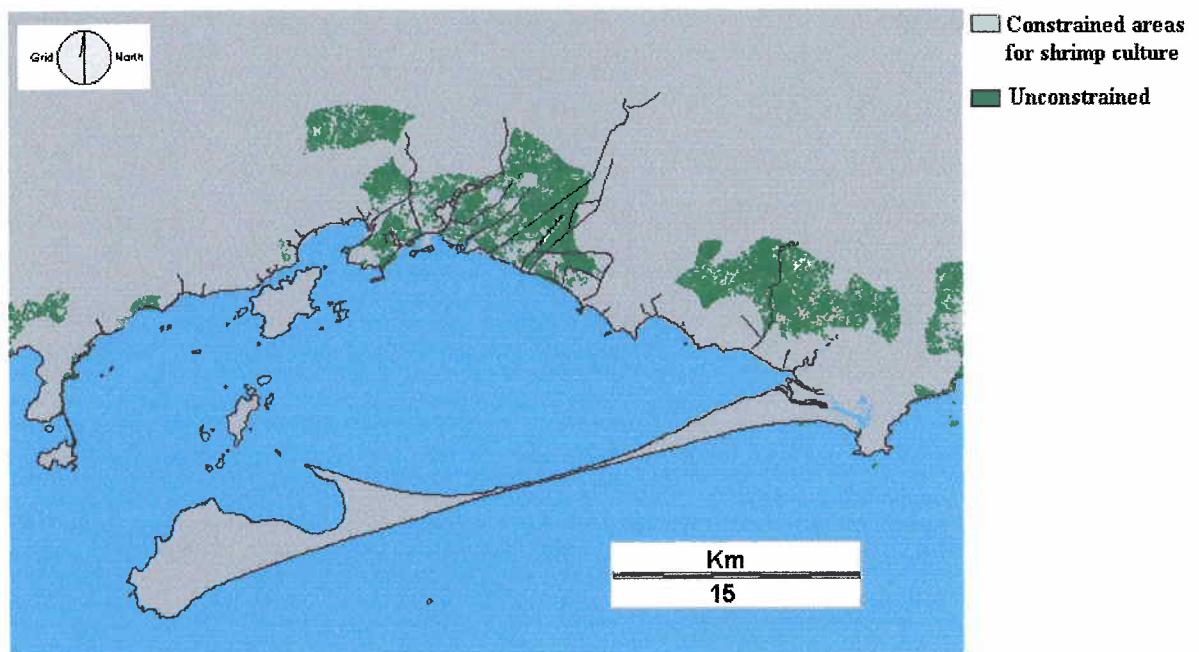 Grid North
Constrained areas
for shrimp culture
Unconstrained
Km
15